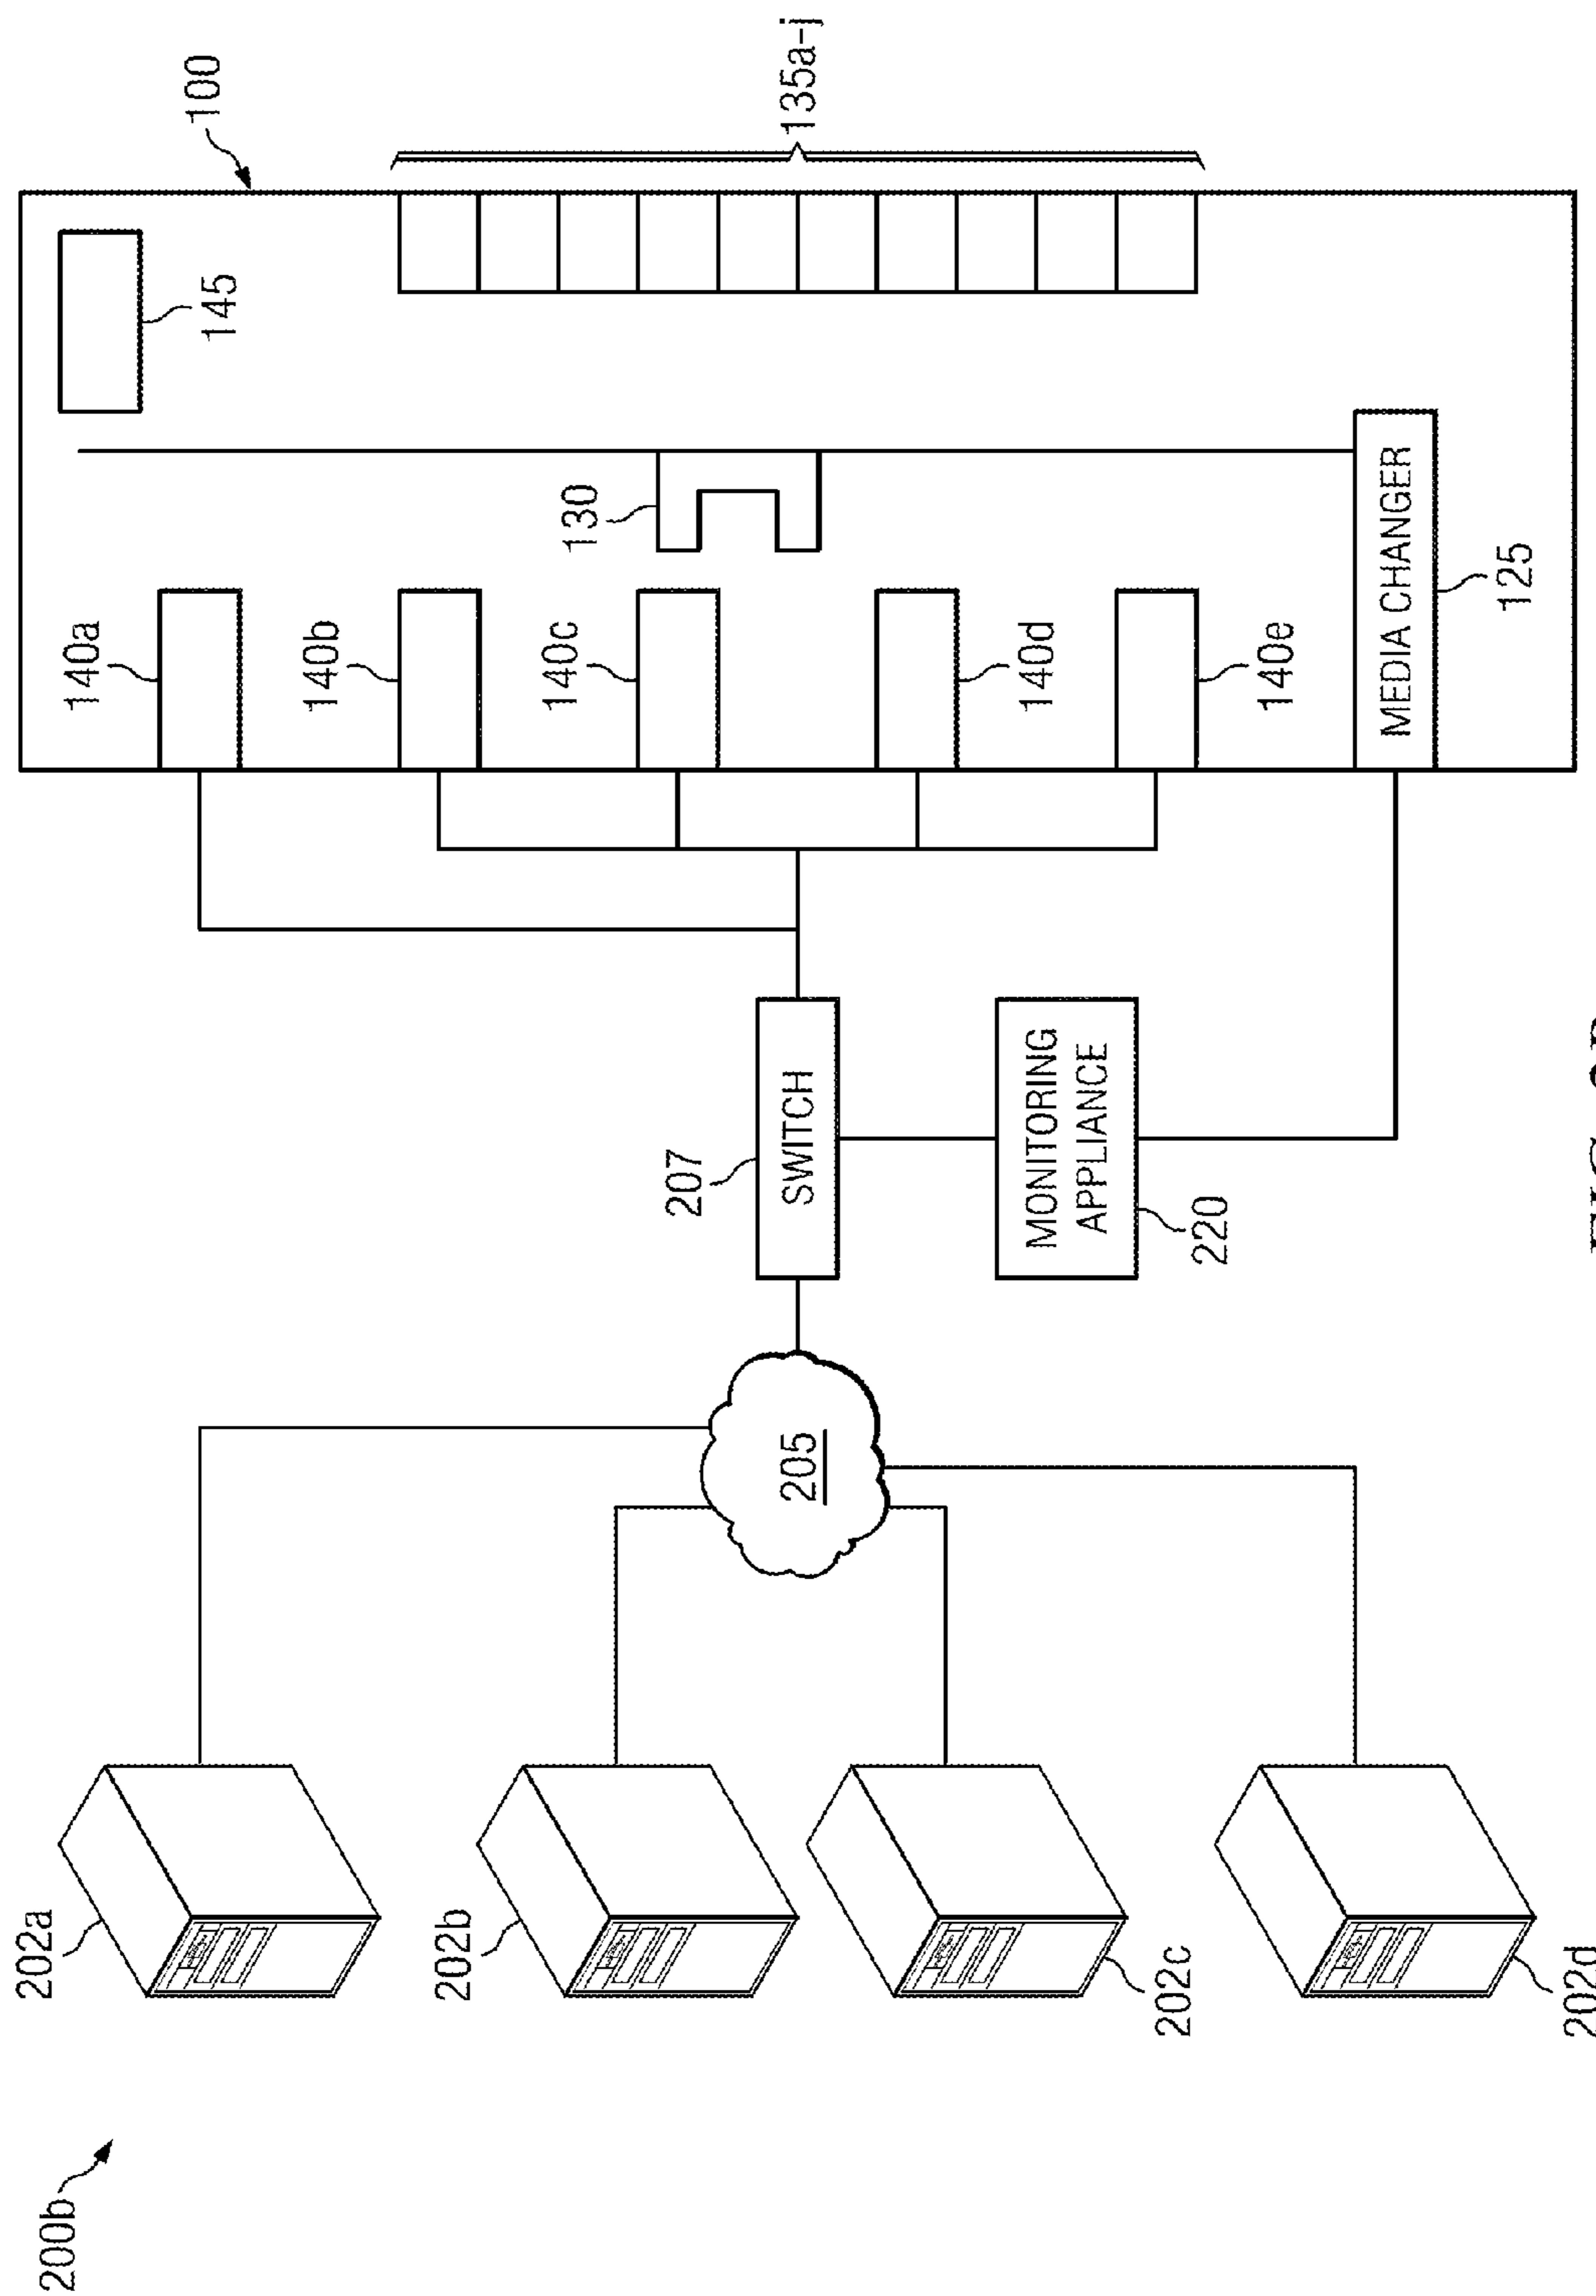 200b
202a
202b
202c
202d
205
207
SWITCH
MONITORING
APPLIANCE
220
140a
140b
140c
140d
140e
130
MEDIA CHANGER
125
145
100
135a-j